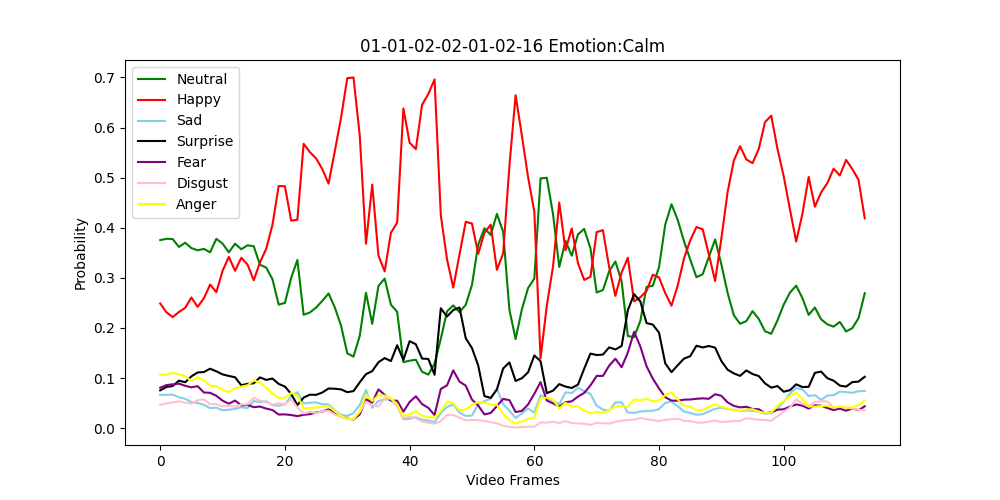 01-01-02-02-01-02-16 Emotion:Calm
Neutral
Happy
Sad
Surprise
Fear
Disgust
Anger
Probability
0.7
0.6
0.5
0.4
0.3
0.2
0.1
0.0
0 20 40 60 80 100
Video Frames